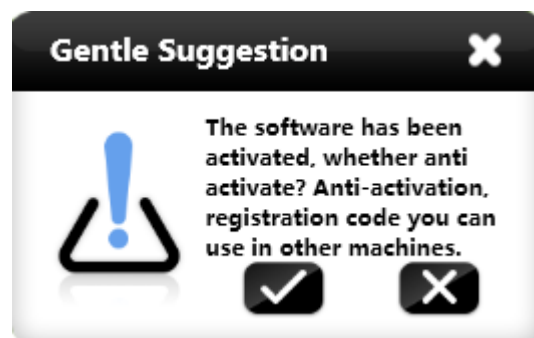 Gentle Suggestion
The software has been
activated, whether anti
activate? Anti-activation,
registration code you can
use in other machines.